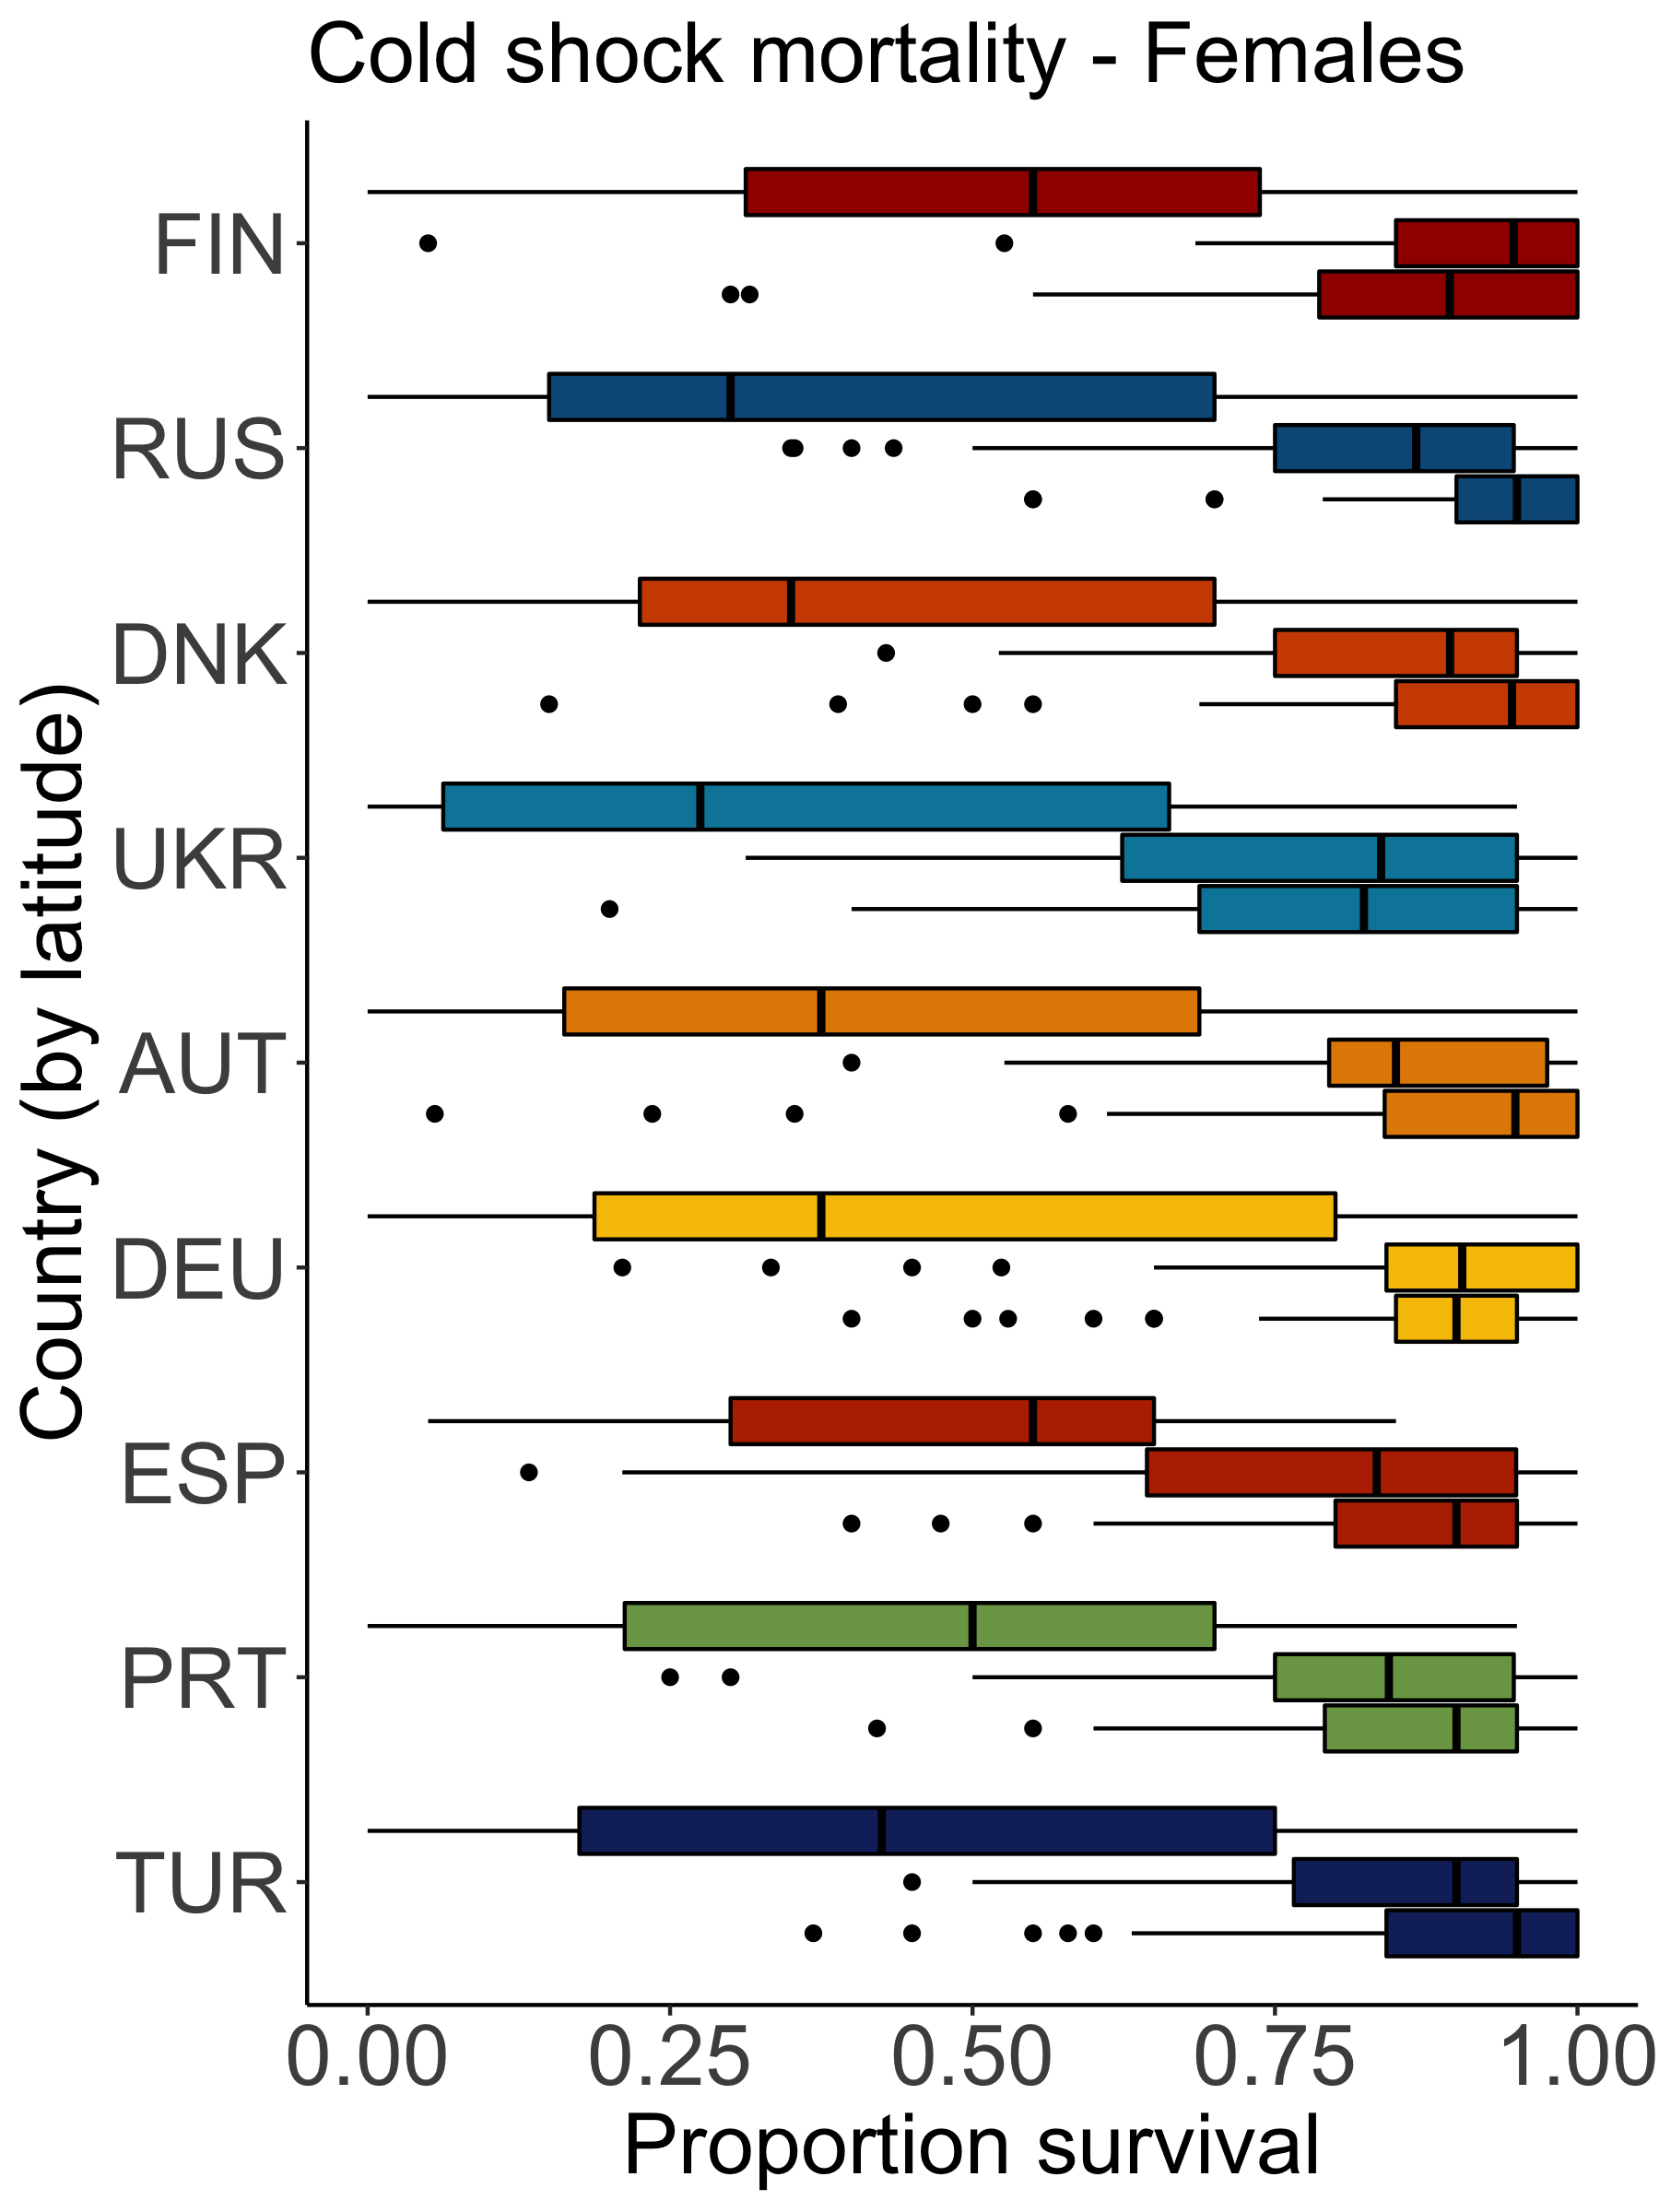 Cold shock mortality - Females
Country (by latitude)
FIN
RUS
DNK
UKR
AUT
DEU
ESP
PRT
TUR
0.00 0.25 0.50 0.75 1.00
Proportion survival